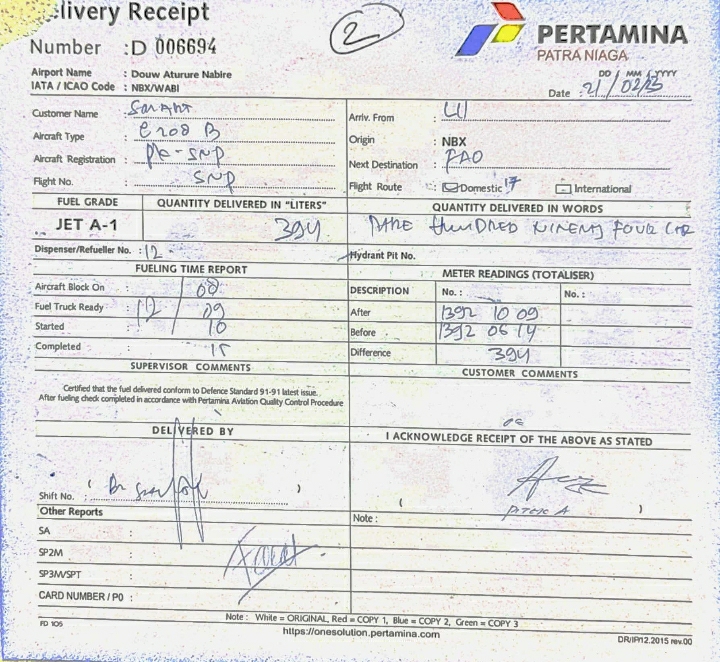 elivery Receipt
Number : D 006694
2
PERTAMINA
PATRA NIAGA
Airport Name : Douw Aturure Nabire
IATA / ICAO Code : NBX/WABI
DD MM YYYY
Date : 21/02/25
Customer Name : SMART
Arriv. From :
Aircraft Type : C 208 B
Origin : NBX
Aircraft Registration : PK-SNP
Next Destination : FAO
Flight No. : SNP
Flight Route : Domestic International
FUEL GRADE QUANTITY DELIVERED IN "LITERS" QUANTITY DELIVERED IN WORDS
JET A-1 394 HUNDRED NINETY FOUR LTR
Dispenser/Refueller No. : 12
Hydrant Pit No.
FUELING TIME REPORT METER READINGS (TOTALISER)
Aircraft Block On : 08
DESCRIPTION No. : No. :
Fuel Truck Ready : 12 / 09
After 1392 10 09
Started : 10
Before 1392 06 14
Completed : 15
Difference 394
SUPERVISOR COMMENTS CUSTOMER COMMENTS
Certified that the fuel delivered conform to Defence Standard 91-91 latest issue.
After fueling check completed in accordance with Pertamina Aviation Quality Control Procedure
DELIVERED BY I ACKNOWLEDGE RECEIPT OF THE ABOVE AS STATED
Shift No. : ( )
( )
Other Reports
Note :
SA :
SP2M :
SP3M/SPT :
CARD NUMBER / PO :
Note : White = ORIGINAL, Red = COPY 1, Blue = COPY 2, Green = COPY 3
FD 105
https://onesolution.pertamina.com
DR/IP/12.2015 rev.00